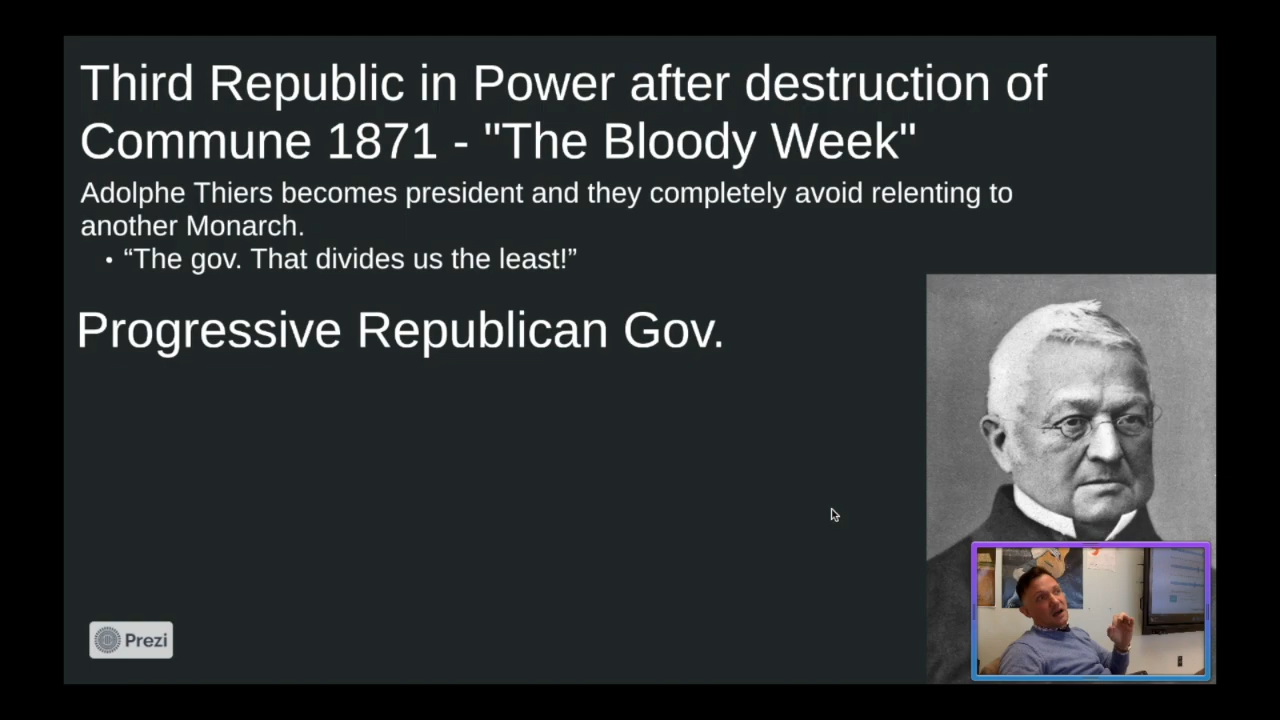 Third Republic in Power after destruction of
Commune 1871 - "The Bloody Week"
Adolphe Thiers becomes president and they completely avoid relenting to
another Monarch.
• “The gov. That divides us the least!”
Progressive Republican Gov.
Prezi